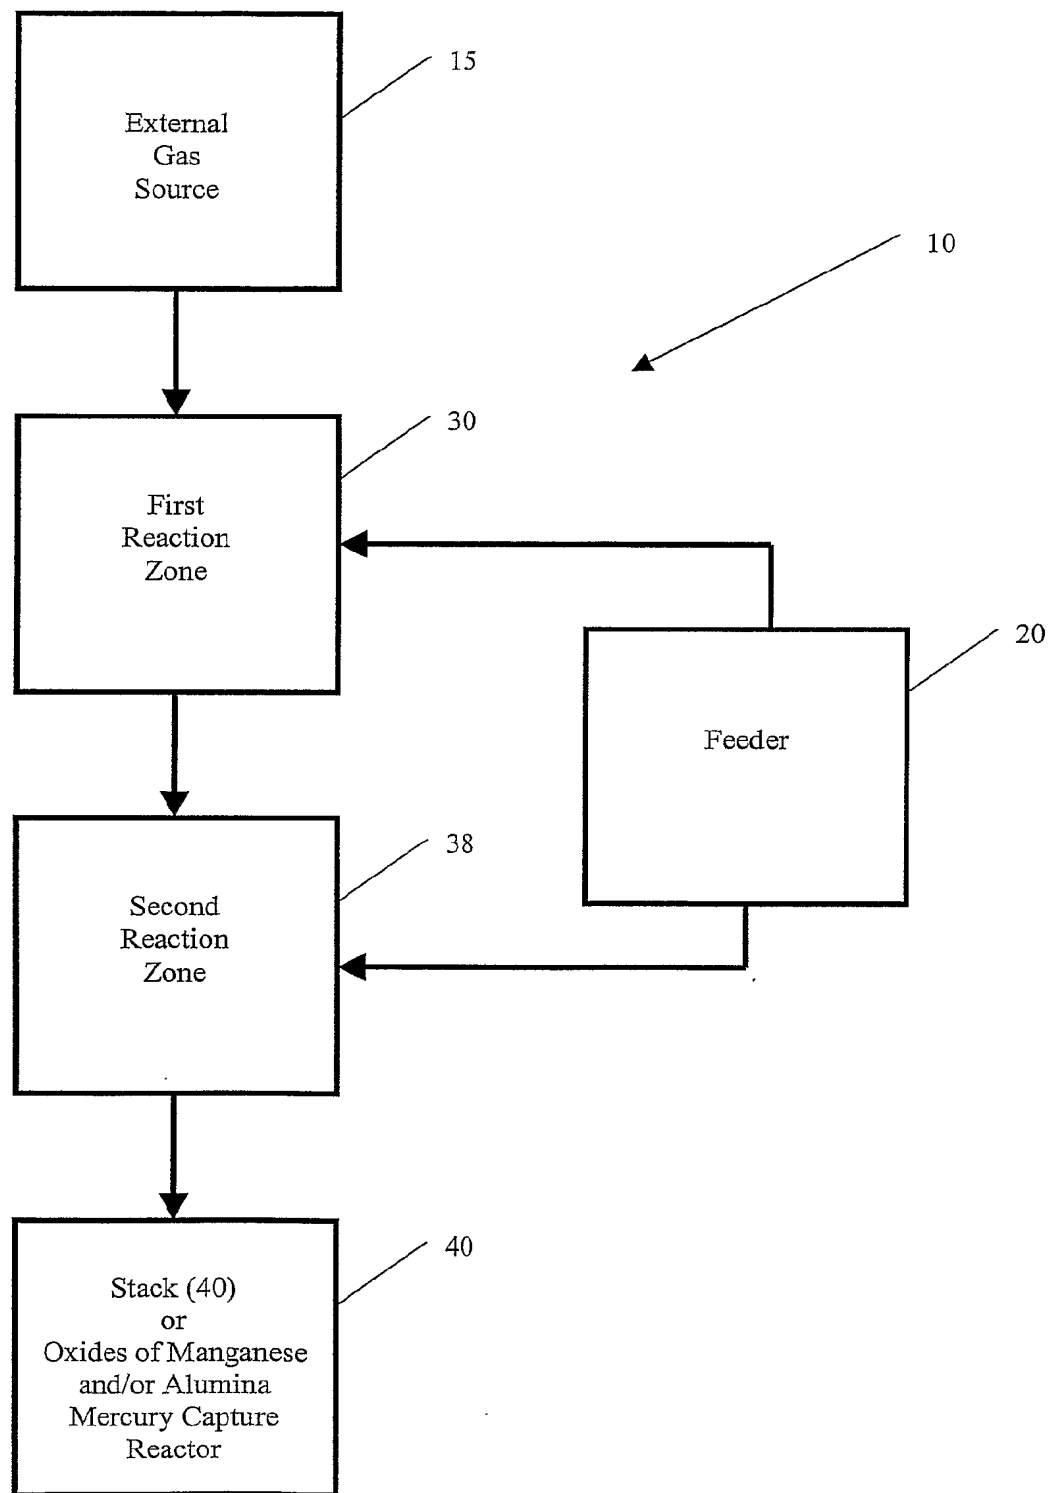 15
External
Gas
Source
10
30
First
Reaction
Zone
20
Feeder
38
Second
Reaction
Zone
40
Stack (40)
or
Oxides of Manganese
and/or Alumina
Mercury Capture
Reactor